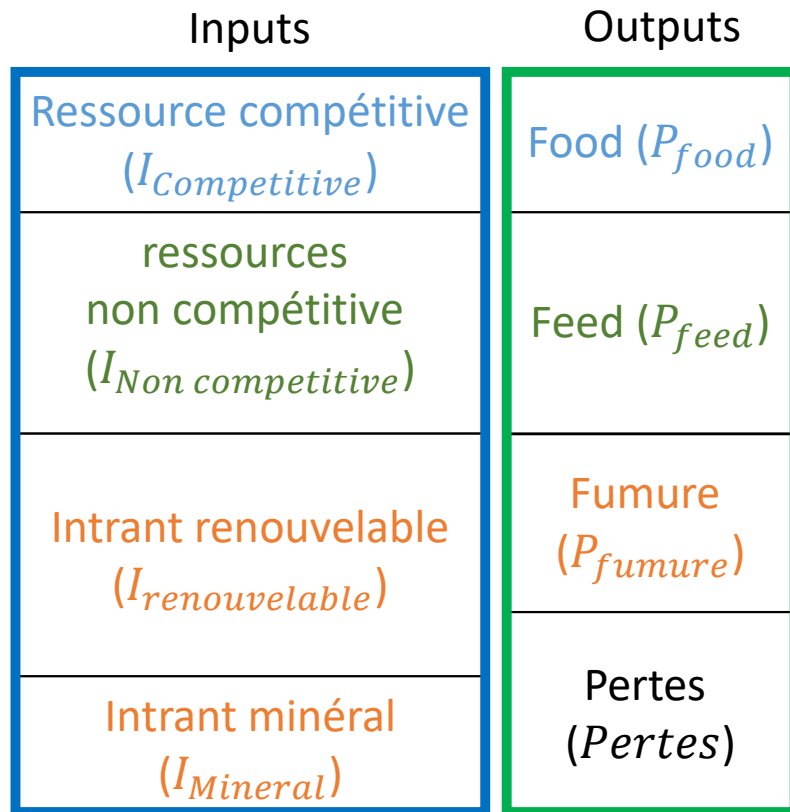 Inputs
Ressource compétitive
(I_Competitive)
ressources
non compétitive
(I_Non competitive)
Intrant renouvelable
(I_renouvelable)
Intrant minéral
(I_Mineral)
Outputs
Food (P_food)
Feed (P_feed)
Fumure
(P_fumure)
Pertes
(Pertes)